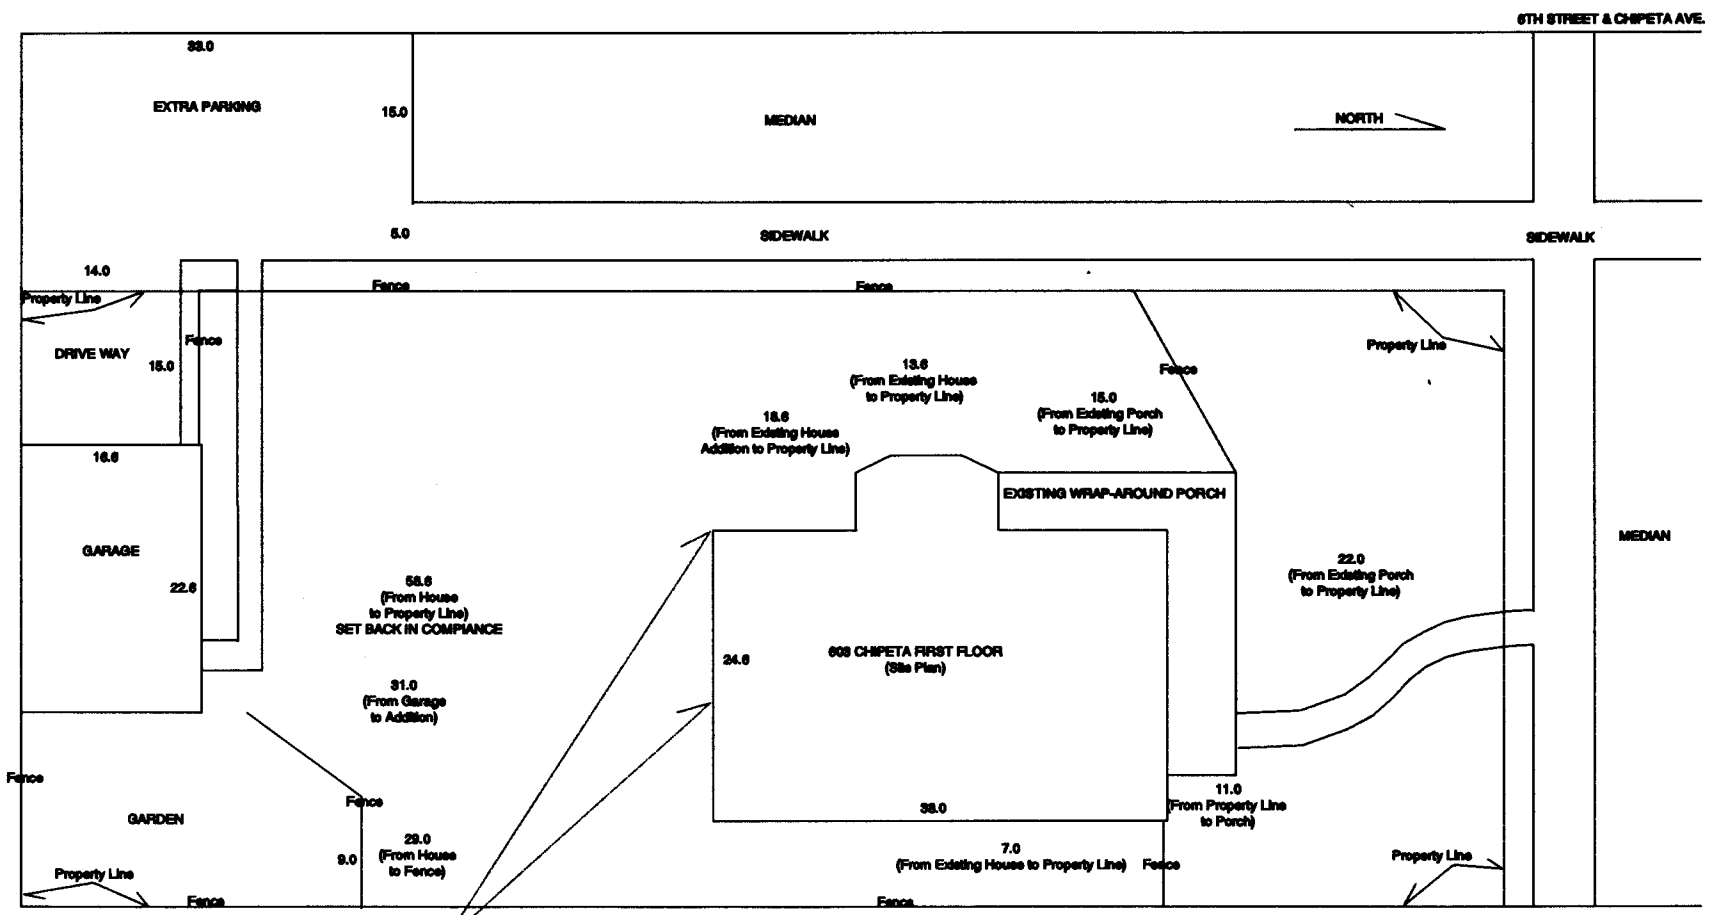 6TH STREET & CHIPETA AVE.
33.0
EXTRA PARKING
15.0
MEDIAN
NORTH
5.0
SIDEWALK
SIDEWALK
14.0
Property Line
Fence
Fence
Fence
DRIVE WAY
15.0
Property Line
Fence
13.6
(From Existing House
to Property Line)
15.0
(From Existing Porch
to Property Line)
18.6
(From Existing House
Addition to Property Line)
16.6
EXISTING WRAP-AROUND PORCH
GARAGE
22.6
MEDIAN
22.0
(From Existing Porch
to Property Line)
58.6
(From House
to Property Line)
SET BACK IN COMPIANCE
24.6
603 CHIPETA FIRST FLOOR
(Site Plan)
31.0
(From Garage
to Addition)
Fence
Fence
GARDEN
38.0
11.0
(From Property Line
to Porch)
9.0
29.0
(From House
to Fence)
7.0
(From Existing House to Property Line)
Fence
Property Line
Property Line
Fence
Fence